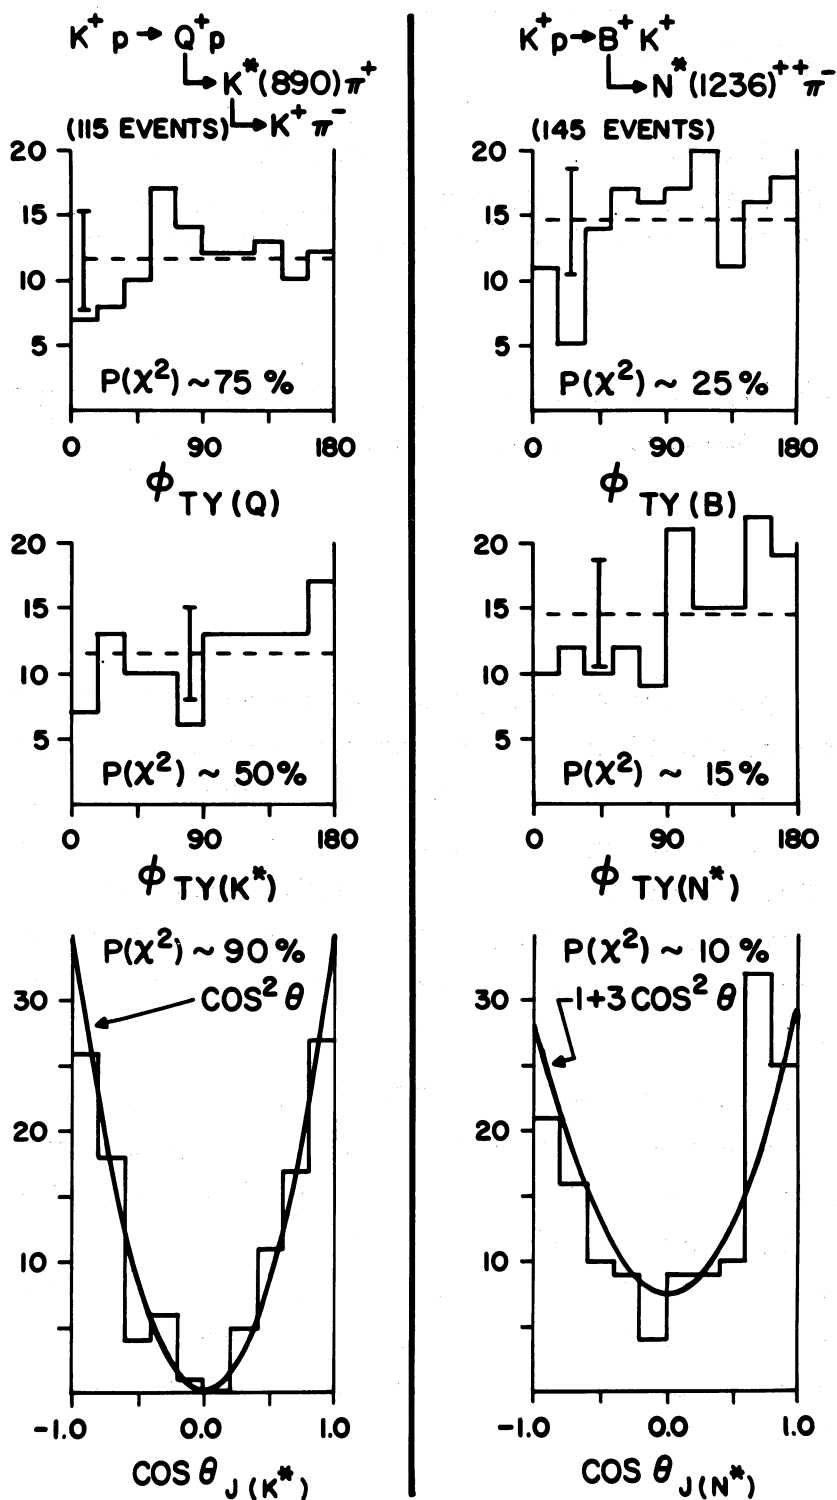 K⁺ p → Q⁺p
↳ K*(890) π⁺
↳ K⁺ π⁻
(115 EVENTS)
20
15
10
5
P(χ²) ~ 75 %
0 90 180
ϕ TY(Q)
20
15
10
5
P(χ²) ~ 50%
0 90 180
ϕ TY(K*)
P(χ²) ~ 90 %
COS² θ
30
20
10
-1.0 0.0 1.0
COS θ J(K*)
K⁺p → B⁺ K⁺
↳ N*(1236)⁺⁺ π⁻
(145 EVENTS)
20
15
10
5
P(χ²) ~ 25%
0 90 180
ϕ TY(B)
20
15
10
5
P(χ²) ~ 15%
0 90 180
ϕ TY(N*)
P(χ²) ~ 10 %
1+3 COS² θ
30
20
10
-1.0 0.0 1.0
COS θ J(N*)